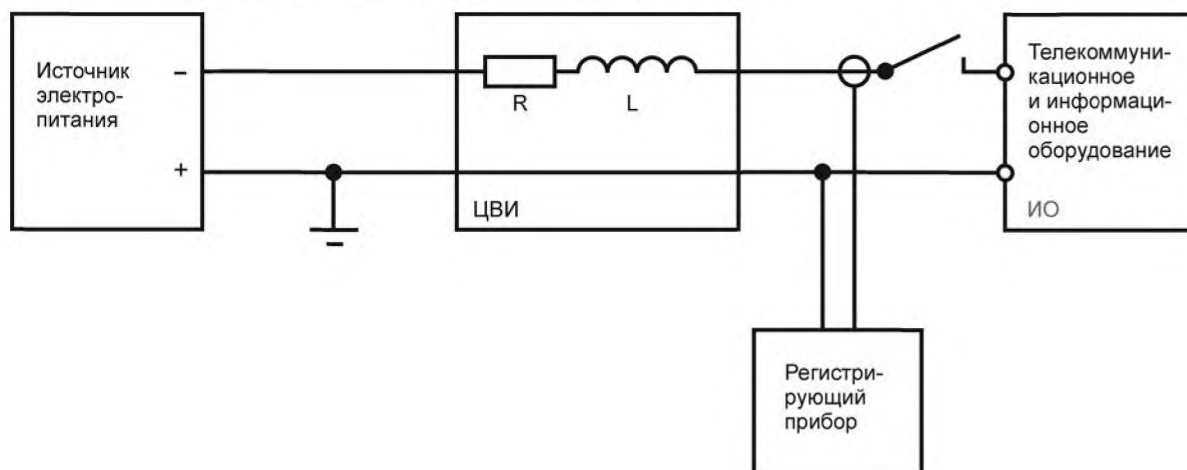 Источник
электро-
питания
–
+
R
L
ЦВИ
Телекоммуни-
кационное
и информаци-
онное
оборудование
ИО
Регистри-
рующий
прибор